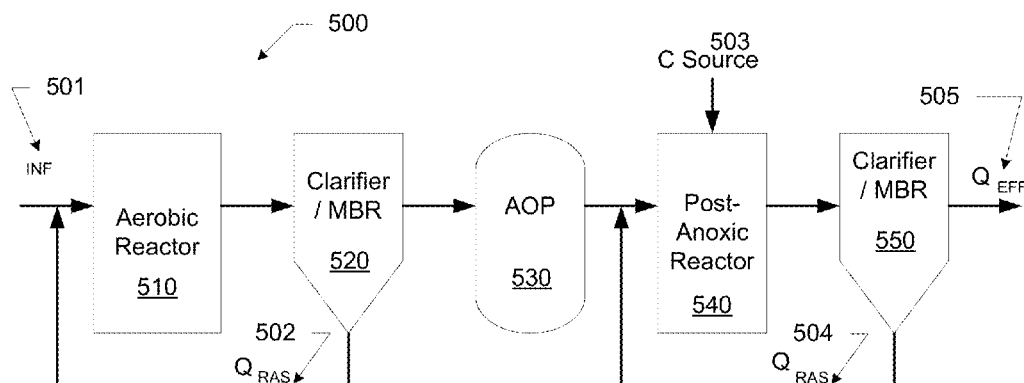 500
501
503
C Source
505
INF
Aerobic
Reactor
510
Clarifier
/ MBR
520
AOP
530
Post-
Anoxic
Reactor
540
Clarifier
/ MBR
550
Q EFF
502
Q RAS
504
Q RAS